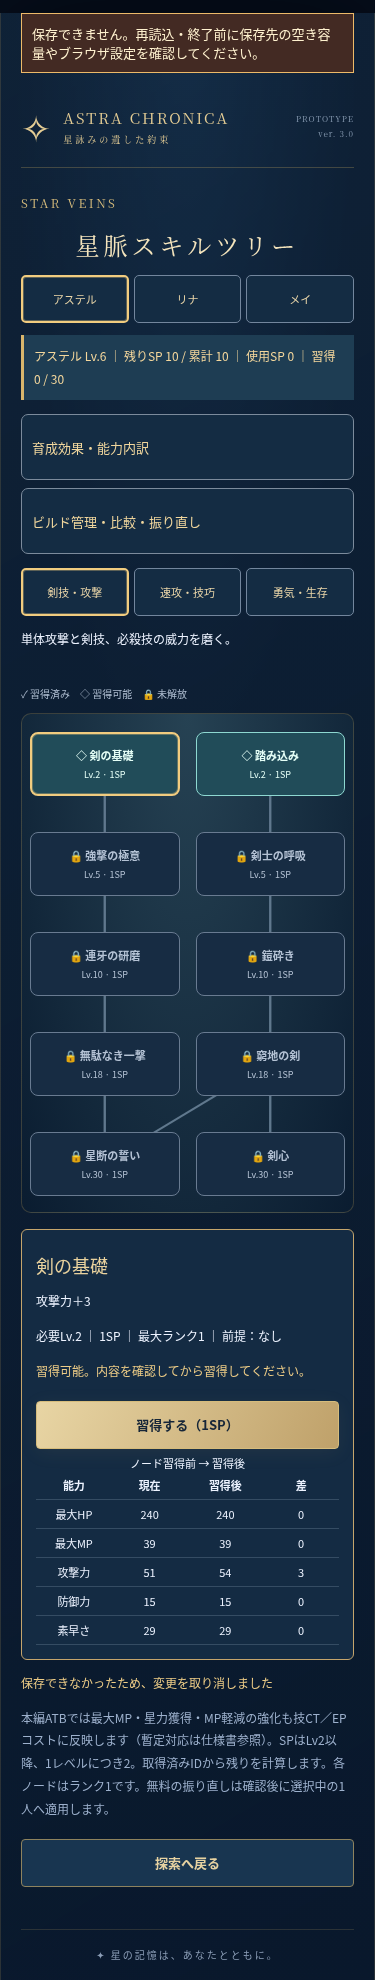 保存できません。再読込・終了前に保存先の空き容
量やブラウザ設定を確認してください。
ASTRA CHRONICA
星詠みの遺した約束
PROTOTYPE
ver. 3.0
STAR VEINS
星脈スキルツリー
アステル
リナ
メイ
アステル Lv.6 ｜ 残りSP 10 / 累計 10 ｜ 使用SP 0 ｜ 習得
0 / 30
育成効果・能力内訳
ビルド管理・比較・振り直し
剣技・攻撃
速攻・技巧
勇気・生存
単体攻撃と剣技、必殺技の威力を磨く。
✓習得済み ◇習得可能 🔒未解放
◇ 剣の基礎
Lv.2 · 1SP
◇ 踏み込み
Lv.2 · 1SP
🔒 強撃の極意
Lv.5 · 1SP
🔒 剣士の呼吸
Lv.5 · 1SP
🔒 連牙の研磨
Lv.10 · 1SP
🔒 鎧砕き
Lv.10 · 1SP
🔒 無駄なき一撃
Lv.18 · 1SP
🔒 窮地の剣
Lv.18 · 1SP
🔒 星断の誓い
Lv.30 · 1SP
🔒 剣心
Lv.30 · 1SP
剣の基礎
攻撃力+3
必要Lv.2 ｜ 1SP ｜ 最大ランク1 ｜ 前提：なし
習得可能。内容を確認してから習得してください。
習得する（1SP）
ノード習得前 → 習得後
能力 現在 習得後 差
最大HP 240 240 0
最大MP 39 39 0
攻撃力 51 54 3
防御力 15 15 0
素早さ 29 29 0
保存できなかったため、変更を取り消しました
本編ATBでは最大MP・星力獲得・MP軽減の強化も技CT／EP
コストに反映します（暫定対応は仕様書参照）。SPはLv2以
降、1レベルにつき2。取得済みIDから残りを計算します。各
ノードはランク1です。無料の振り直しは確認後に選択中の1
人へ適用します。
探索へ戻る
✦ 星の記憶は、あなたとともに。